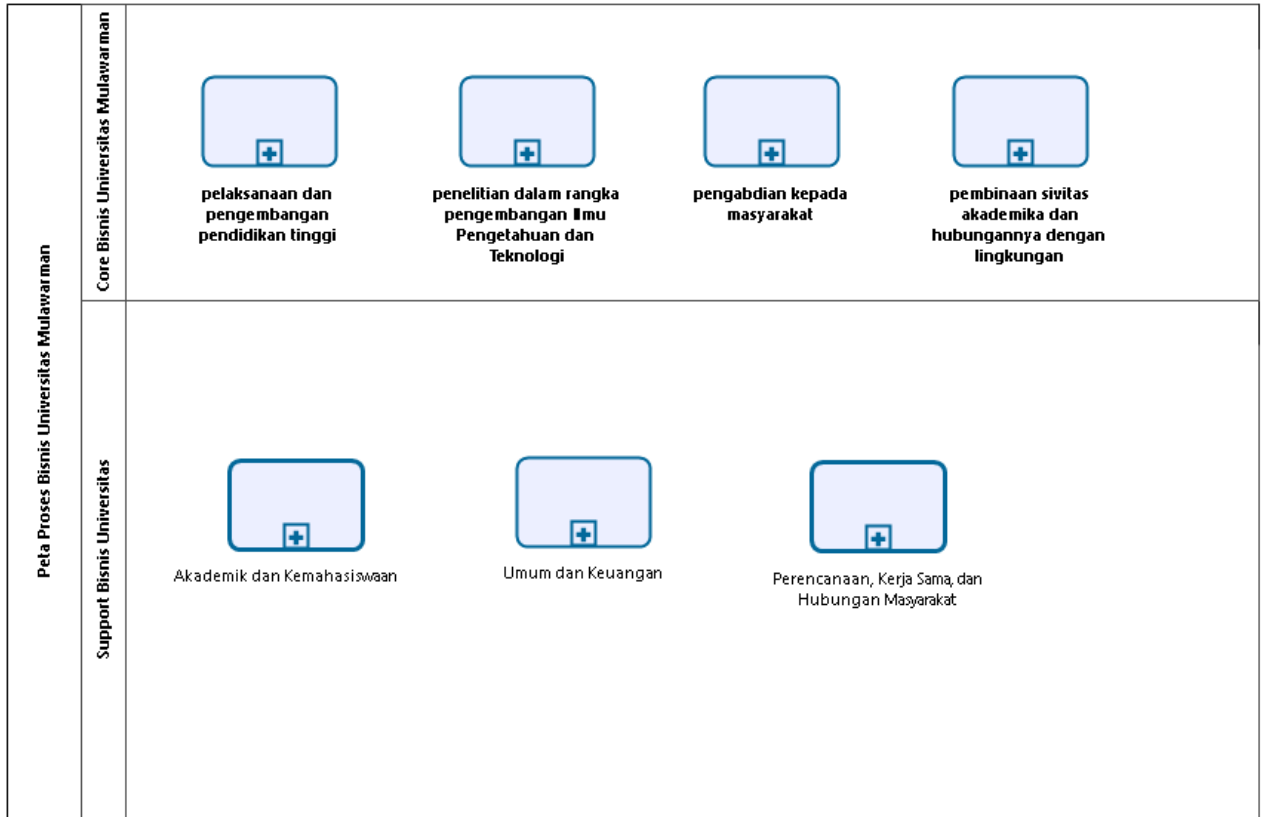 Peta Proses Bisnis Universitas Mulawarman
Core Bisnis Universitas Mulawarman
pelaksanaan dan
pengembangan
pendidikan tinggi
penelitian dalam rangka
pengembangan Ilmu
Pengetahuan dan
Teknologi
pengabdian kepada
masyarakat
pembinaan sivitas
akademika dan
hubungannya dengan
lingkungan
Support Bisnis Universitas
Akademik dan Kemahasiswaan
Umum dan Keuangan
Perencanaan, Kerja Sama, dan
Hubungan Masyarakat